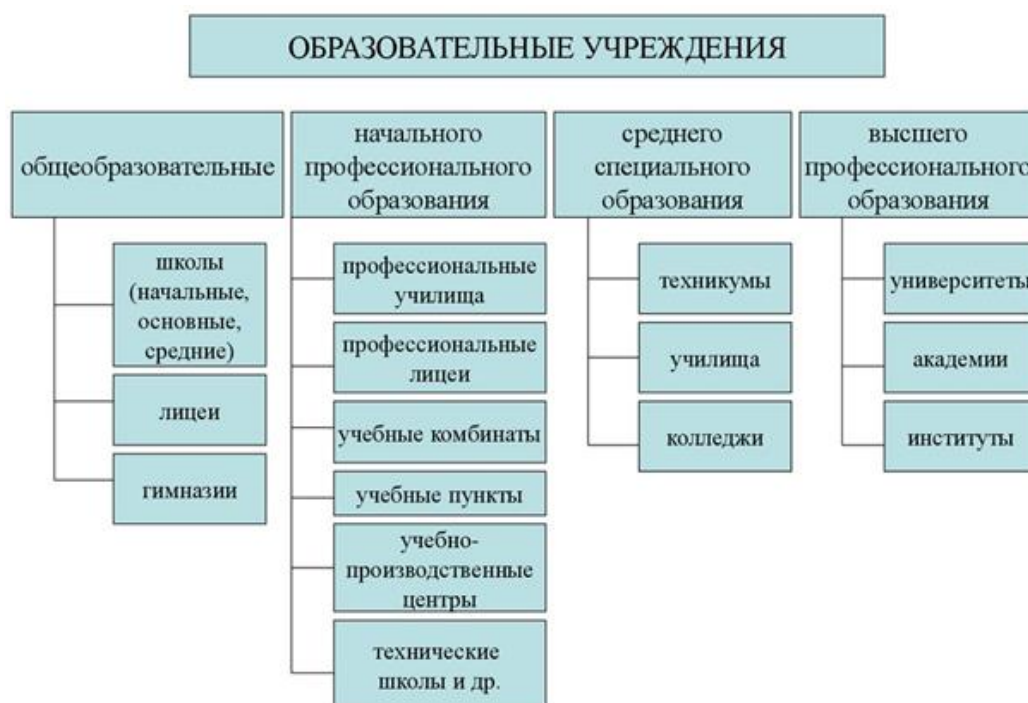 ОБРАЗОВАТЕЛЬНЫЕ УЧРЕЖДЕНИЯ
общеобразовательные
школы
(начальные,
основные,
средние)
лицеи
гимназии
начального
профессионального
образования
профессиональные
училища
профессиональные
лицеи
учебные комбинаты
учебные пункты
учебно-
производственные
центры
технические
школы и др.
среднего
специального
образования
техникумы
училища
колледжи
высшего
профессионального
образования
университеты
академии
институты